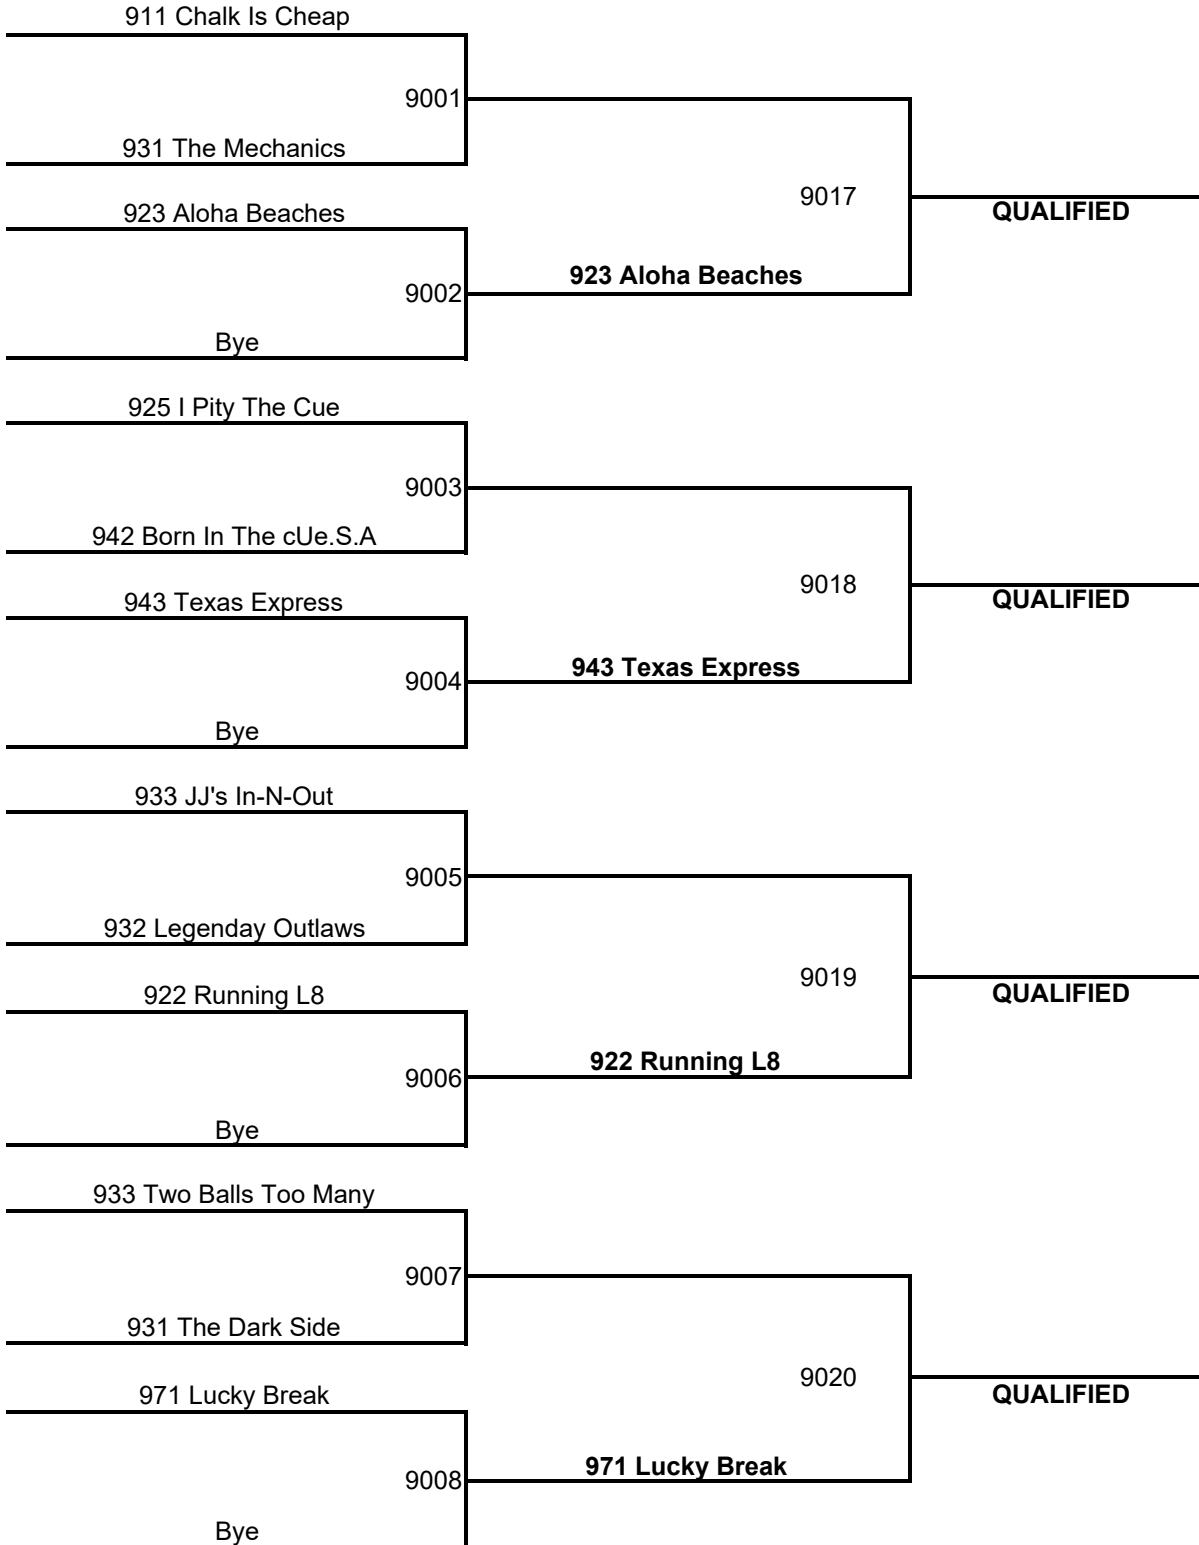 911 Chalk Is Cheap
9001
931 The Mechanics
9017
923 Aloha Beaches
QUALIFIED
923 Aloha Beaches
9002
Bye
925 I Pity The Cue
9003
942 Born In The cUe.S.A
9018
943 Texas Express
QUALIFIED
943 Texas Express
9004
Bye
933 JJ's In-N-Out
9005
932 Legenday Outlaws
9019
922 Running L8
QUALIFIED
922 Running L8
9006
Bye
933 Two Balls Too Many
9007
931 The Dark Side
9020
971 Lucky Break
QUALIFIED
971 Lucky Break
9008
Bye